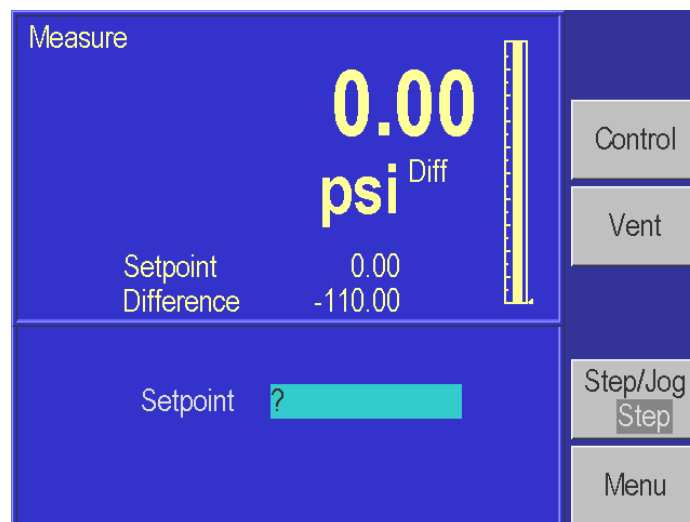 Measure
0.00
psi Diff
Setpoint 0.00
Difference -110.00
Setpoint ?
Control
Vent
Step/Jog
Step
Menu